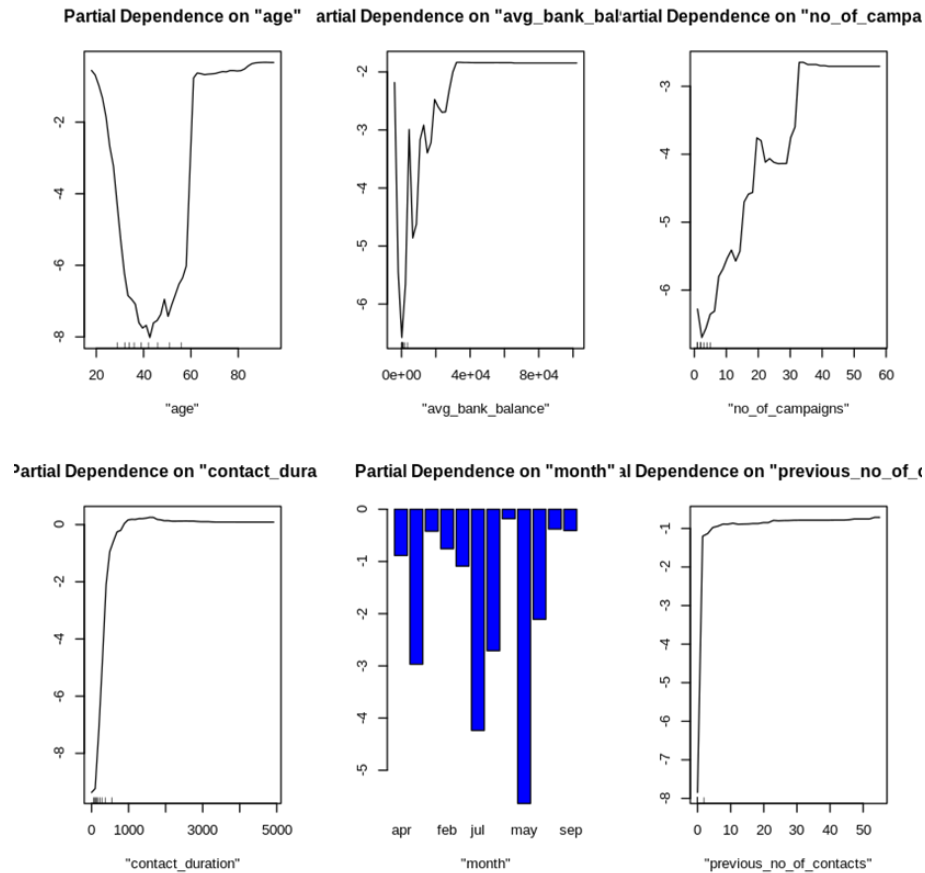 Partial Dependence on "age"
artial Dependence on "avg_bank_bal
artial Dependence on "no_of_campa
-2
-4
-6
-8
20 40 60 80
"age"
-2
-3
-4
-5
-6
0e+00 4e+04 8e+04
"avg_bank_balance"
-3
-4
-5
-6
0 10 20 30 40 50 60
"no_of_campaigns"
Partial Dependence on "contact_dura
Partial Dependence on "month"
al Dependence on "previous_no_of_c
0
-2
-4
-6
-8
0 1000 3000 5000
"contact_duration"
0
-1
-2
-3
-4
-5
apr feb jul may sep
"month"
-1
-2
-3
-4
-5
-6
-7
-8
0 10 20 30 40 50
"previous_no_of_contacts"